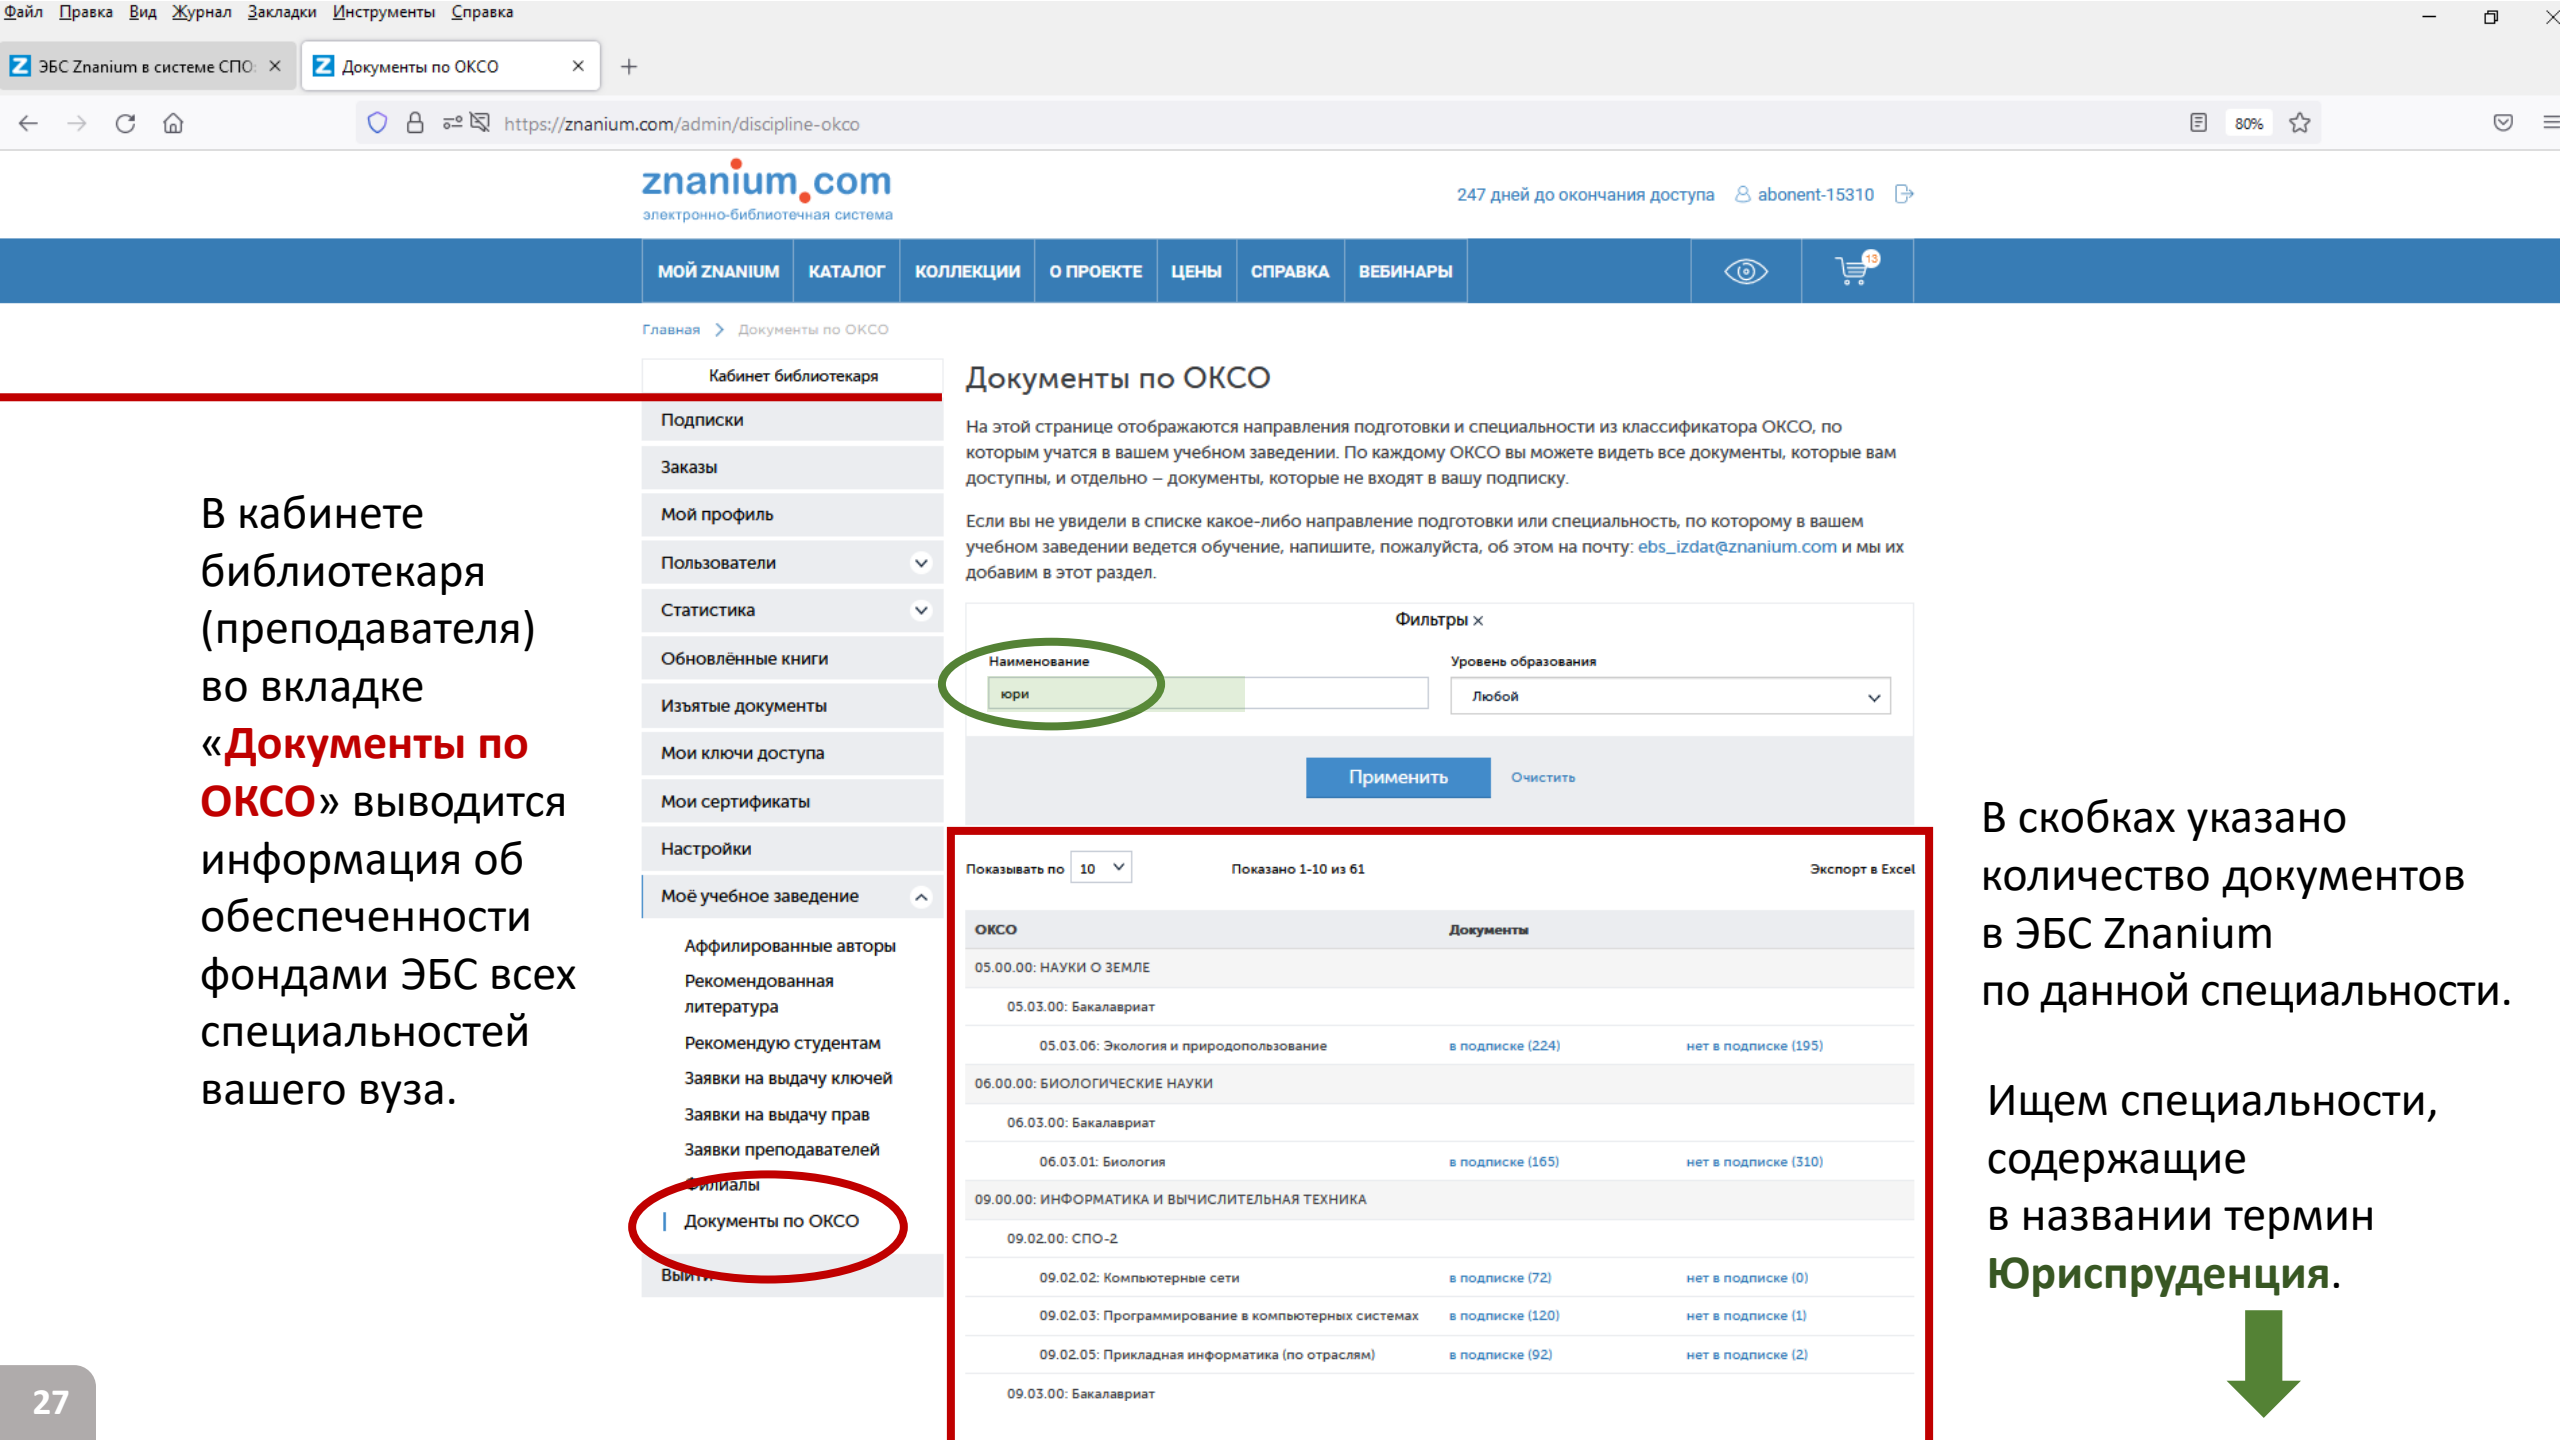 Файл Правка Вид Журнал Закладки Инструменты Справка
ЭБС Znanium в системе СПО:
Документы по ОКСО
https://znanium.com/admin/discipline-okco
80%
znanium.com
электронно-библиотечная система
247 дней до окончания доступа abonent-15310
МОЙ ZNANIUM КАТАЛОГ КОЛЛЕКЦИИ О ПРОЕКТЕ ЦЕНЫ СПРАВКА ВЕБИНАРЫ 13
Главная > Документы по ОКСО
Кабинет библиотекаря
Подписки
Заказы
Мой профиль
Пользователи
Статистика
Обновлённые книги
Изъятые документы
Мои ключи доступа
Мои сертификаты
Настройки
Моё учебное заведение
Аффилированные авторы
Рекомендованная
литература
Рекомендую студентам
Заявки на выдачу ключей
Заявки на выдачу прав
Заявки преподавателей
Филиалы
Документы по ОКСО
Выйти
Документы по ОКСО
На этой странице отображаются направления подготовки и специальности из классификатора ОКСО, по
которым учатся в вашем учебном заведении. По каждому ОКСО вы можете видеть все документы, которые вам
доступны, и отдельно – документы, которые не входят в вашу подписку.
Если вы не увидели в списке какое-либо направление подготовки или специальность, по которому в вашем
учебном заведении ведется обучение, напишите, пожалуйста, об этом на почту: ebs_izdat@znanium.com и мы их
добавим в этот раздел.
Фильтры ×
Наименование Уровень образования
юри Любой
Применить Очистить
Показывать по 10 Показано 1-10 из 61 Экспорт в Excel
ОКСО Документы
05.00.00: НАУКИ О ЗЕМЛЕ
05.03.00: Бакалавриат
05.03.06: Экология и природопользование в подписке (224) нет в подписке (195)
06.00.00: БИОЛОГИЧЕСКИЕ НАУКИ
06.03.00: Бакалавриат
06.03.01: Биология в подписке (165) нет в подписке (310)
09.00.00: ИНФОРМАТИКА И ВЫЧИСЛИТЕЛЬНАЯ ТЕХНИКА
09.02.00: СПО-2
09.02.02: Компьютерные сети в подписке (72) нет в подписке (0)
09.02.03: Программирование в компьютерных системах в подписке (120) нет в подписке (1)
09.02.05: Прикладная информатика (по отраслям) в подписке (92) нет в подписке (2)
09.03.00: Бакалавриат
В кабинете
библиотекаря
(преподавателя)
во вкладке
«Документы по
ОКСО» выводится
информация об
обеспеченности
фондами ЭБС всех
специальностей
вашего вуза.
В скобках указано
количество документов
в ЭБС Znanium
по данной специальности.
Ищем специальности,
содержащие
в названии термин
Юриспруденция.
27